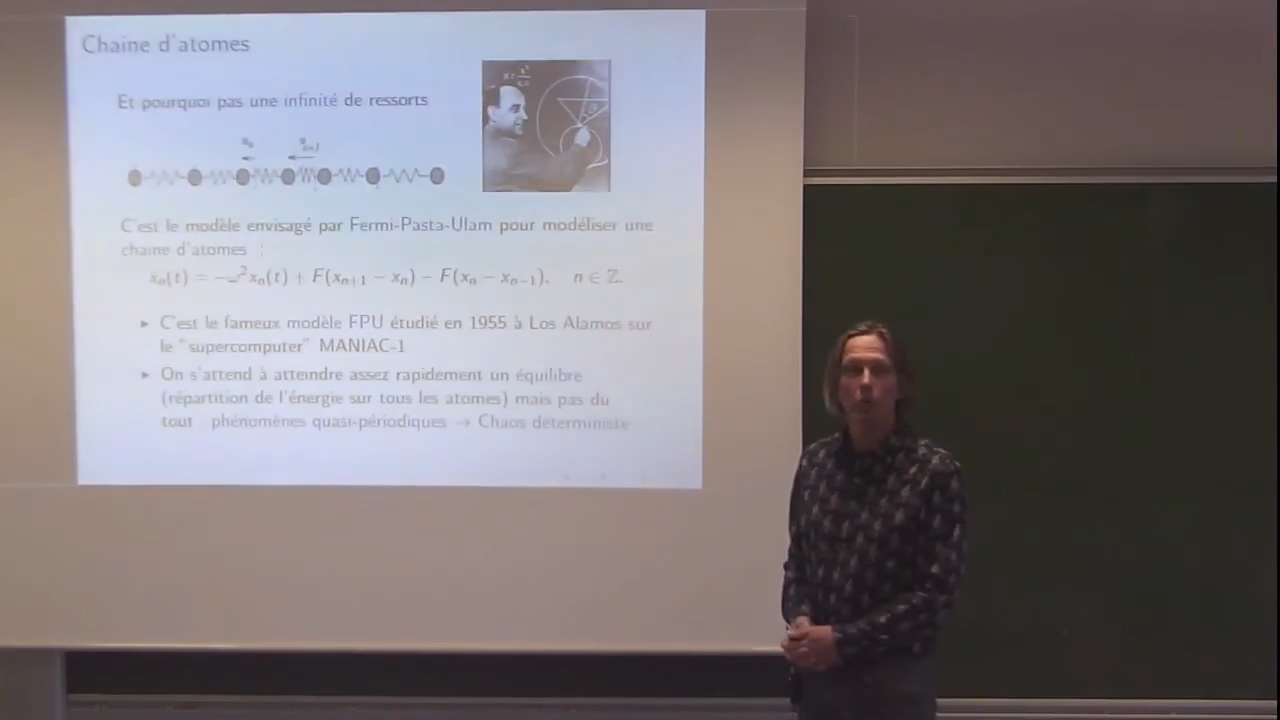 Chaine d'atomes
Et pourquoi pas une infinité de ressorts
C'est le modèle envisagé par Fermi-Pasta-Ulam pour modéliser une
chaine d'atomes :
xₙ(t) = −ω²xₙ(t) + F(xₙ₊₁ − xₙ) − F(xₙ − xₙ₋₁), n ∈ ℤ
▸ C'est le fameux modèle FPU étudié en 1955 à Los Alamos sur
le "supercomputer" MANIAC-1
▸ On s'attend à atteindre assez rapidement un équilibre
(répartition de l'énergie sur tous les atomes) mais pas du
tout phénomènes quasi-périodiques → Chaos déterministe